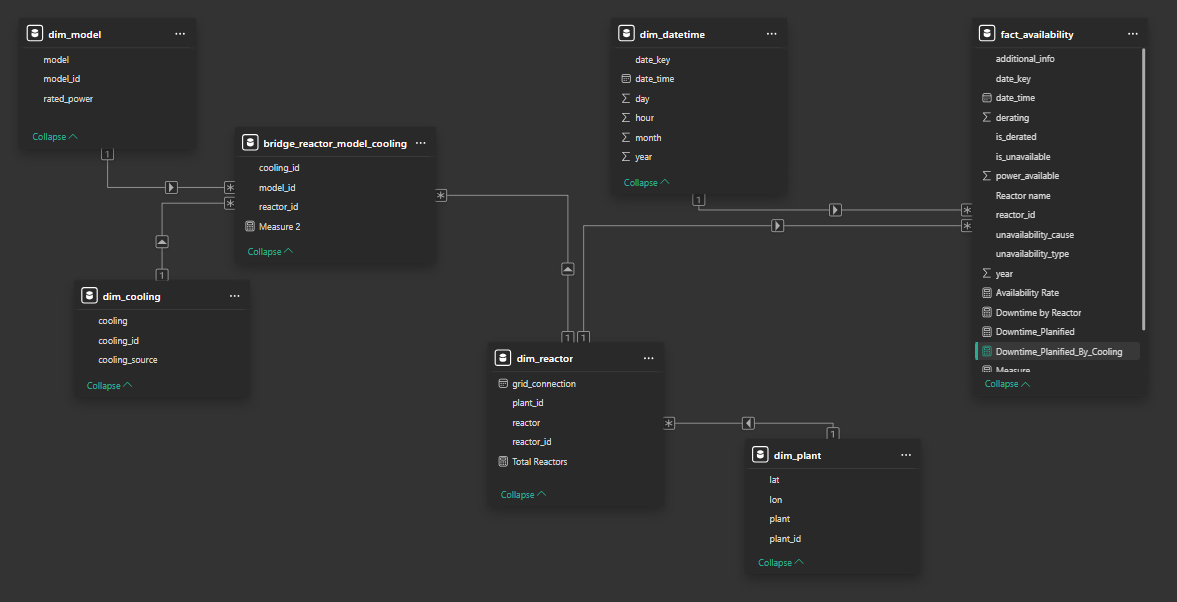 dim_model
model
model_id
rated_power
Collapse
1
*
*
bridge_reactor_model_cooling
cooling_id
model_id
reactor_id
Measure 2
Collapse
*
1
dim_cooling
cooling
cooling_id
cooling_source
Collapse
dim_datetime
date_key
date_time
day
hour
month
year
Collapse
1
*
*
fact_availability
additional_info
date_key
date_time
derating
is_derated
is_unavailable
power_available
Reactor name
reactor_id
unavailability_cause
unavailability_type
year
Availability Rate
Downtime by Reactor
Downtime_Planified
Downtime_Planified_By_Cooling
Measure
Collapse
1
1
dim_reactor
grid_connection
plant_id
reactor
reactor_id
Total Reactors
Collapse
*
1
dim_plant
lat
lon
plant
plant_id
Collapse